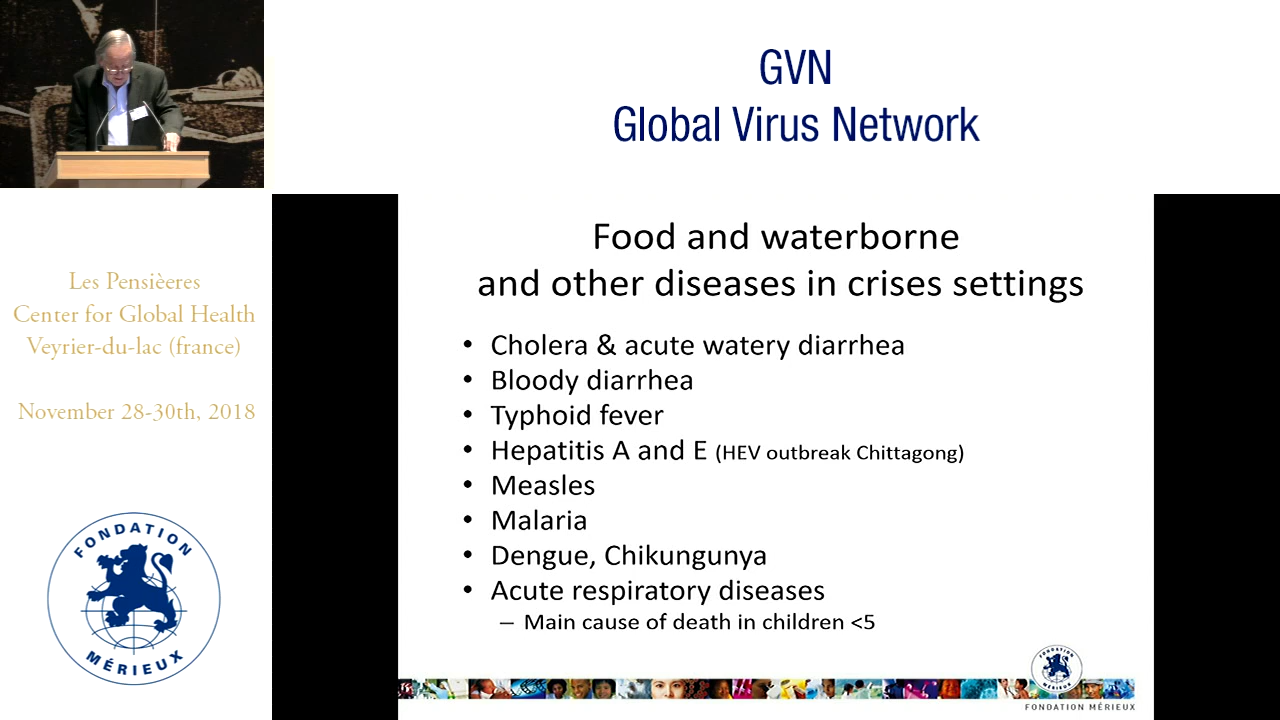 GVN
Global Virus Network
Les Pensièeres
Center for Global Health
Veyrier-du-lac (france)
November 28-30th, 2018
FONDATION
MÉRIEUX
Food and waterborne
and other diseases in crises settings
• Cholera & acute watery diarrhea
• Bloody diarrhea
• Typhoid fever
• Hepatitis A and E (HEV outbreak Chittagong)
• Measles
• Malaria
• Dengue, Chikungunya
• Acute respiratory diseases
– Main cause of death in children <5
FONDATION
MÉRIEUX
FONDATION MÉRIEUX